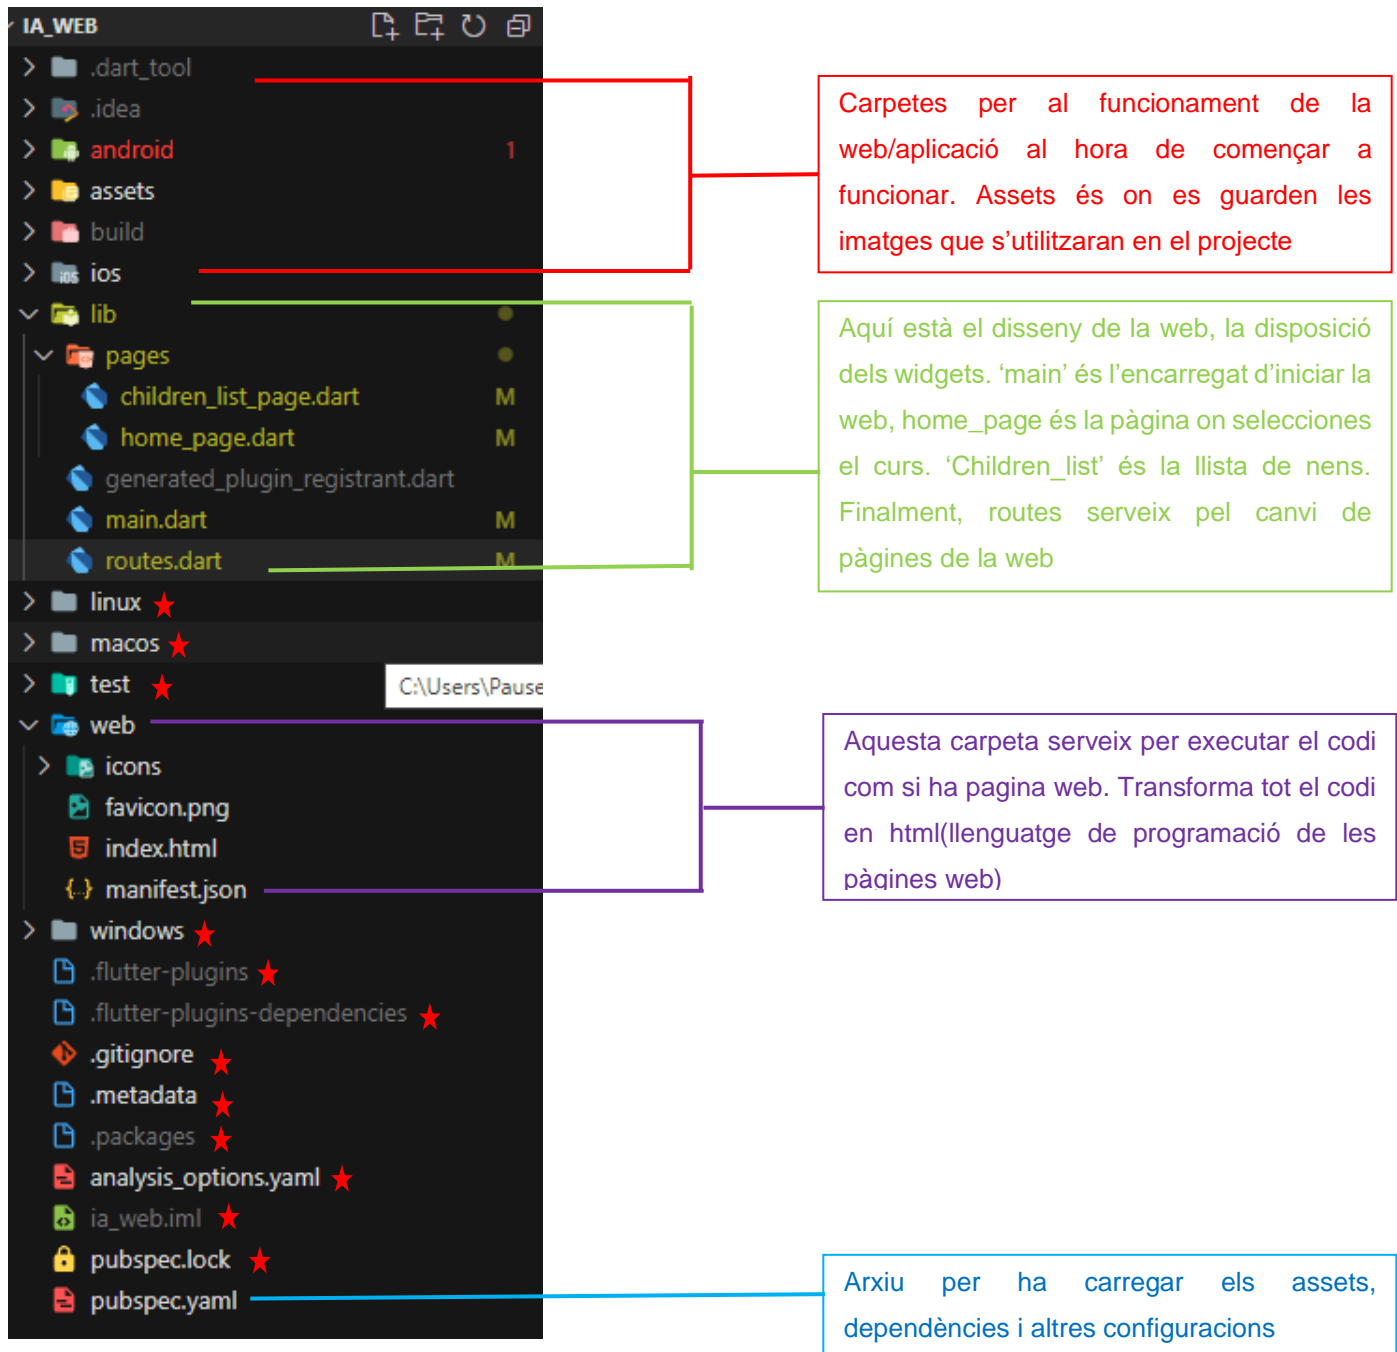 IA_WEB
.dart_tool
.idea
android 1
assets
build
ios
lib
pages
children_list_page.dart M
home_page.dart M
generated_plugin_registrant.dart
main.dart M
routes.dart M
linux
macos
test
C:\Users\Pause
web
icons
favicon.png
index.html
manifest.json
windows
.flutter-plugins
.flutter-plugins-dependencies
.gitignore
.metadata
.packages
analysis_options.yaml
ia_web.iml
pubspec.lock
pubspec.yaml
Carpetes per al funcionament de la
web/aplicació al hora de començar a
funcionar. Assets és on es guarden les
imatges que s’utilitzaran en el projecte
Aquí està el disseny de la web, la disposició
dels widgets. ‘main’ és l’encarregat d’iniciar la
web, home_page és la pàgina on selecciones
el curs. ‘Children_list’ és la llista de nens.
Finalment, routes serveix pel canvi de
pàgines de la web
Aquesta carpeta serveix per executar el codi
com si ha pagina web. Transforma tot el codi
en html(llenguatge de programació de les
pàgines web)
Arxiu per ha carregar els assets,
dependències i altres configuracions